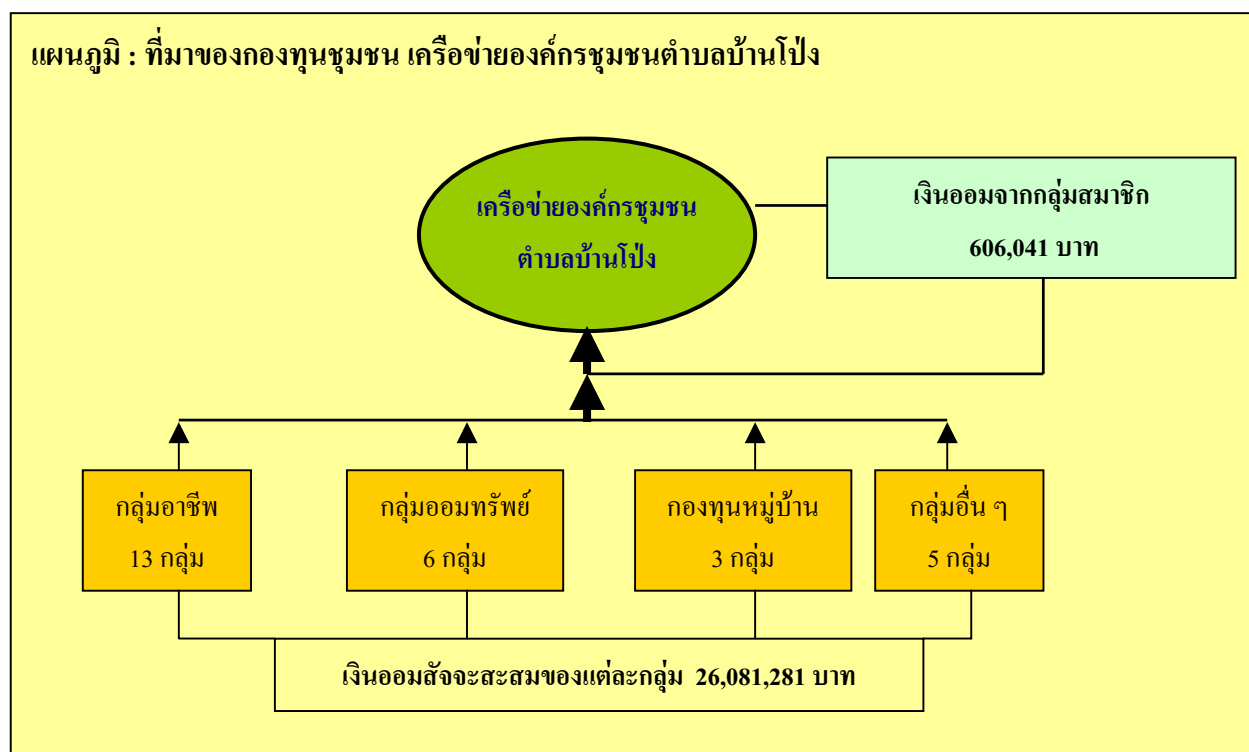 แผนภูมิ : ที่มาของกองทุนชุมชน เครือข่ายองค์กรชุมชนตำบลบ้านโป่ง
เครือข่ายองค์กรชุมชน
ตำบลบ้านโป่ง
เงินออมจากกลุ่มสมาชิก
606,041 บาท
กลุ่มอาชีพ
13 กลุ่ม
กลุ่มออมทรัพย์
6 กลุ่ม
กองทุนหมู่บ้าน
3 กลุ่ม
กลุ่มอื่น ๆ
5 กลุ่ม
เงินออมสัจจะสะสมของแต่ละกลุ่ม 26,081,281 บาท